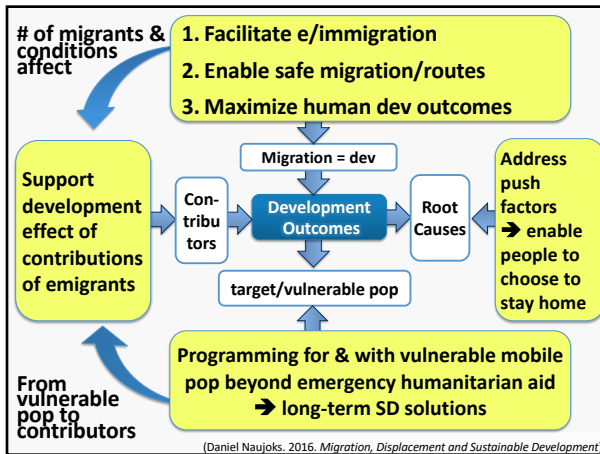 # of migrants &
conditions
affect
1. Facilitate e/immigration
2. Enable safe migration/routes
3. Maximize human dev outcomes
Migration = dev
Support
development
effect of
contributions
of emigrants
Con-
tribu
tors
Development
Outcomes
Root
Causes
Address
push
factors
➔ enable
people to
choose to
stay home
target/vulnerable pop
Programming for & with vulnerable mobile
pop beyond emergency humanitarian aid
➔ long-term SD solutions
From
vulnerable
pop to
contributors
(Daniel Naujoks. 2016. Migration, Displacement and Sustainable Development)